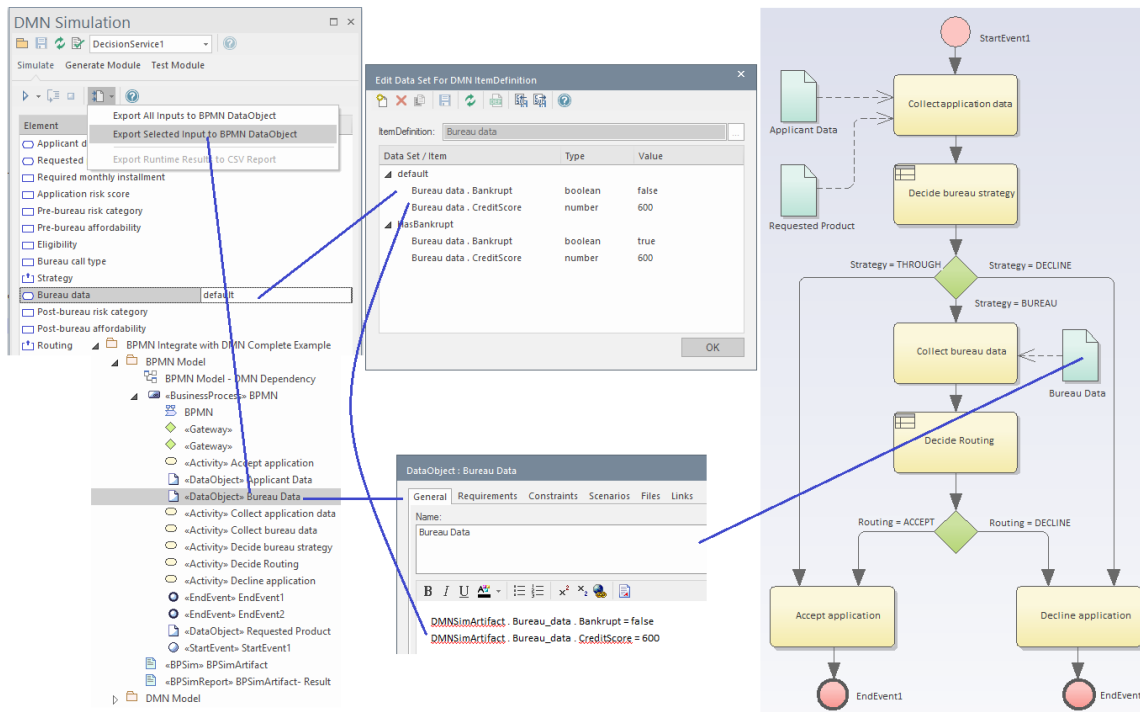 DMN Simulation
DecisionService1
Simulate Generate Module Test Module
Export All Inputs to BPMN DataObject
Export Selected Input to BPMN DataObject
Export Runtime Results to CSV Report
Element
Applicant d
Requested
Required monthly installment
Application risk score
Pre-bureau risk category
Pre-bureau affordability
Eligibility
Bureau call type
Strategy
Bureau data default
Post-bureau risk category
Post-bureau affordability
Routing
BPMN Integrate with DMN Complete Example
BPMN Model
BPMN Model - DMN Dependency
«BusinessProcess» BPMN
BPMN
«Gateway»
«Gateway»
«Activity» Accept application
«DataObject» Applicant Data
«DataObject» Bureau Data
«Activity» Collect application data
«Activity» Collect bureau data
«Activity» Decide bureau strategy
«Activity» Decide Routing
«Activity» Decline application
«EndEvent» EndEvent1
«EndEvent» EndEvent2
«DataObject» Requested Product
«StartEvent» StartEvent1
«BPSim» BPSimArtifact
«BPSimReport» BPSimArtifact- Result
DMN Model
Edit Data Set For DMN ItemDefinition
ItemDefinition: Bureau data ...
Data Set / Item Type Value
default
Bureau data . Bankrupt boolean false
Bureau data . CreditScore number 600
HasBankrupt
Bureau data . Bankrupt boolean true
Bureau data . CreditScore number 600
OK
DataObject : Bureau Data
General Requirements Constraints Scenarios Files Links
Name:
Bureau Data
B I U
DMNSimArtifact . Bureau_data . Bankrupt = false
DMNSimArtifact . Bureau_data . CreditScore = 600
StartEvent1
Collect application data
Applicant Data
Requested Product
Decide bureau strategy
Strategy = THROUGH
Strategy = DECLINE
Strategy = BUREAU
Collect bureau data
Bureau Data
Decide Routing
Routing = ACCEPT
Routing = DECLINE
Accept application
Decline application
EndEvent1
EndEvent